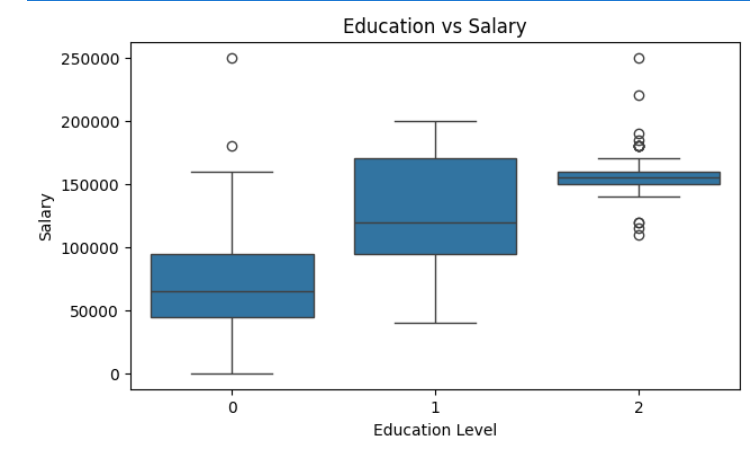 Education vs Salary
250000
200000
150000
100000
50000
0
Salary
0 1 2
Education Level